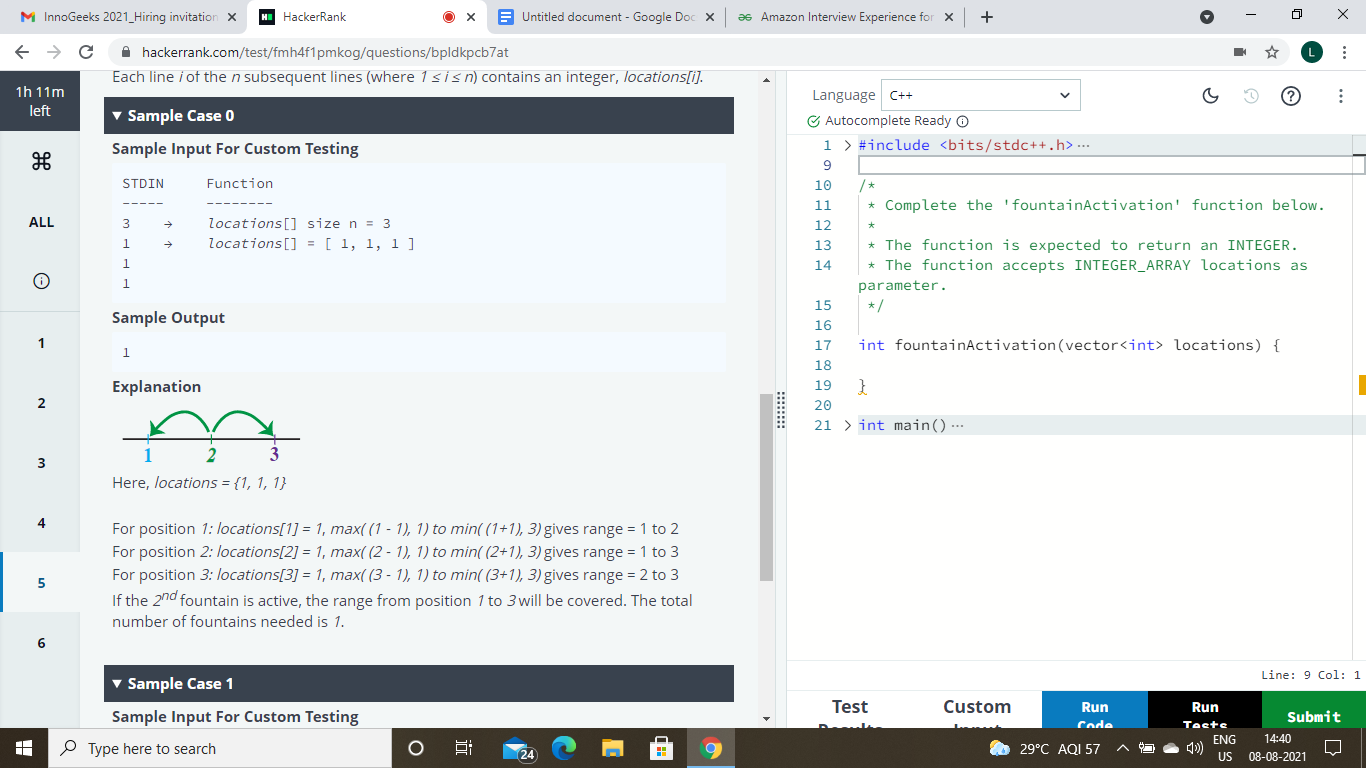 InnoGeeks 2021_Hiring invitation
HackerRank
Untitled document - Google Doc
Amazon Interview Experience for
hackerrank.com/test/fmh4f1pmkog/questions/bpldkpcb7at
L
1h 11m
left
ALL
1
2
3
4
5
6
Each line i of the n subsequent lines (where 1 ≤ i ≤ n) contains an integer, locations[i].
▼ Sample Case 0
Sample Input For Custom Testing
STDIN Function
----- --------
3 → locations[] size n = 3
1 → locations[] = [ 1, 1, 1 ]
1
1
Sample Output
1
Explanation
1 2 3
Here, locations = {1, 1, 1}
For position 1: locations[1] = 1, max( (1 - 1), 1) to min( (1+1), 3) gives range = 1 to 2
For position 2: locations[2] = 1, max( (2 - 1), 1) to min( (2+1), 3) gives range = 1 to 3
For position 3: locations[3] = 1, max( (3 - 1), 1) to min( (3+1), 3) gives range = 2 to 3
If the 2nd fountain is active, the range from position 1 to 3 will be covered. The total
number of fountains needed is 1.
▼ Sample Case 1
Sample Input For Custom Testing
Language C++
Autocomplete Ready
1 > #include <bits/stdc++.h> ···
9
10 /*
11 * Complete the 'fountainActivation' function below.
12 *
13 * The function is expected to return an INTEGER.
14 * The function accepts INTEGER_ARRAY locations as
parameter.
15 */
16
17 int fountainActivation(vector<int> locations) {
18
19 }
20
21 > int main() ···
Line: 9 Col: 1
Test
Results
Custom
Input
Run
Code
Run
Tests
Submit
Type here to search
24
29°C AQI 57
ENG
US
14:40
08-08-2021